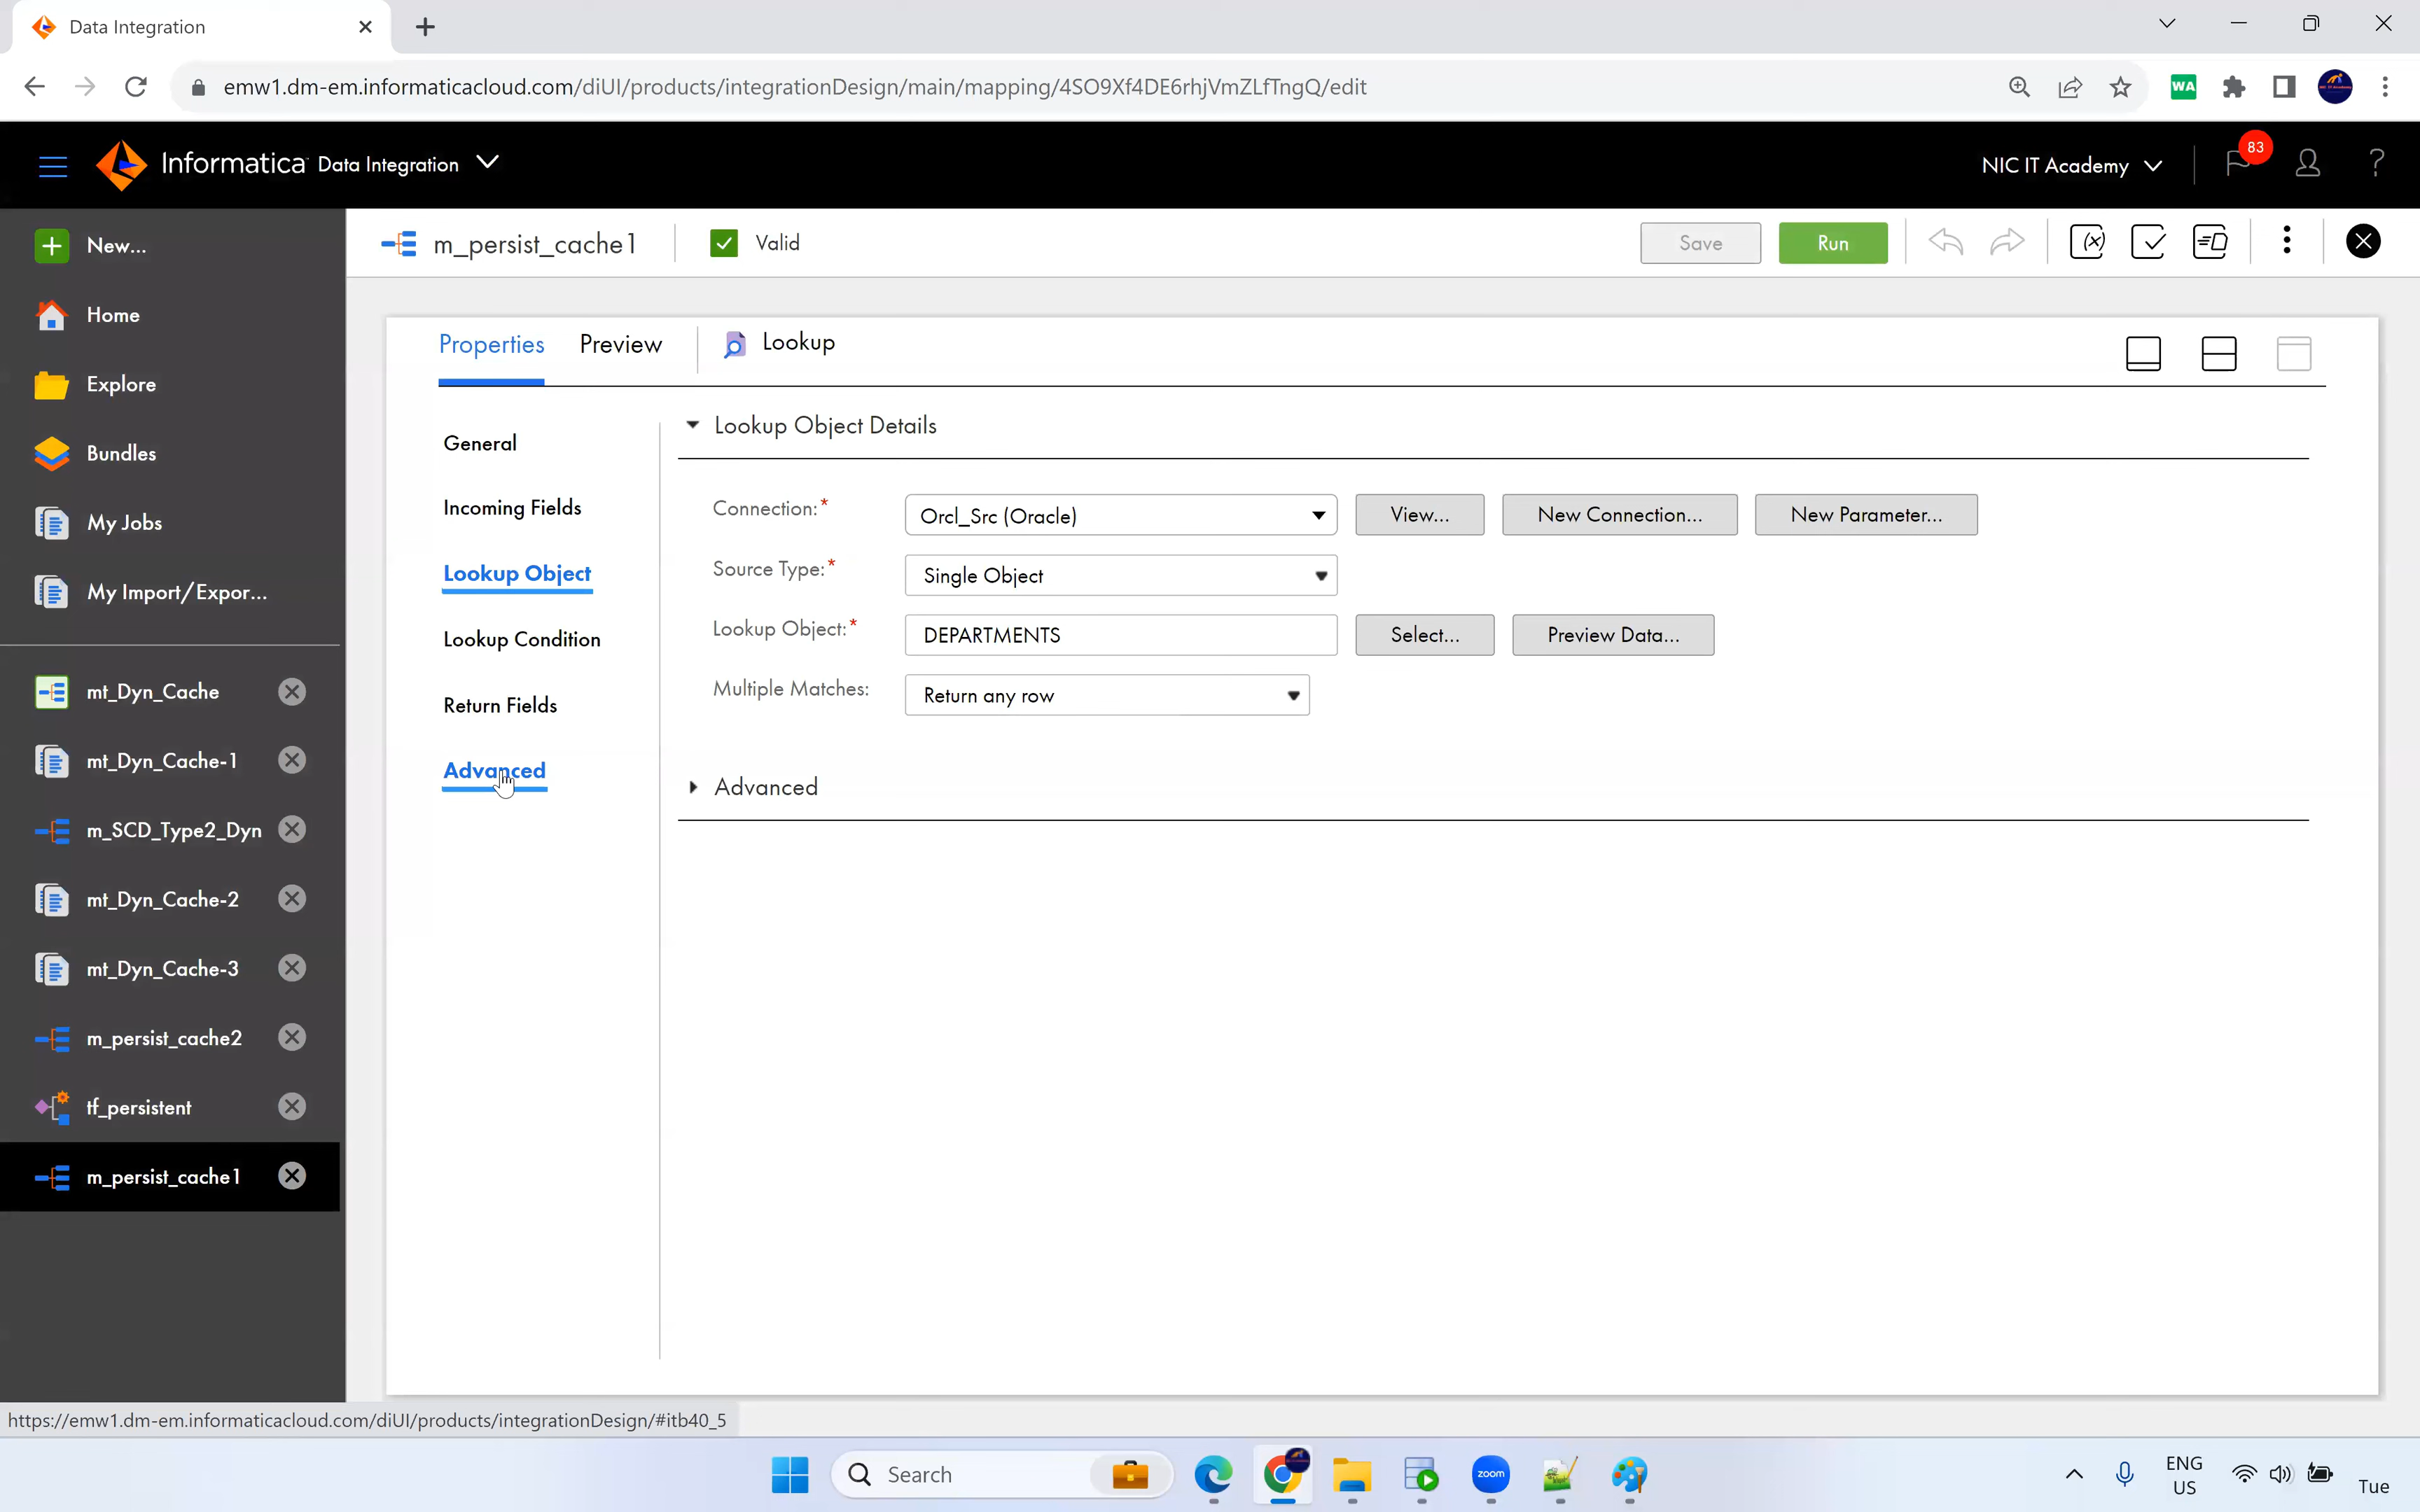 Data Integration
emw1.dm-em.informaticacloud.com/diUI/products/integrationDesign/main/mapping/4SO9Xf4DE6rhjVmZLfTngQ/edit
WA
Informatica Data Integration
NIC IT Academy
83
?
New...
m_persist_cache1
Valid
Save
Run
Home
Explore
Bundles
My Jobs
My Import/Expor...
mt_Dyn_Cache
mt_Dyn_Cache-1
m_SCD_Type2_Dyn
mt_Dyn_Cache-2
mt_Dyn_Cache-3
m_persist_cache2
tf_persistent
m_persist_cache1
Properties
Preview
Lookup
General
Incoming Fields
Lookup Object
Lookup Condition
Return Fields
Advanced
Lookup Object Details
Connection:* Orcl_Src (Oracle) View... New Connection... New Parameter...
Source Type:* Single Object
Lookup Object:* DEPARTMENTS Select... Preview Data...
Multiple Matches: Return any row
Advanced
https://emw1.dm-em.informaticacloud.com/diUI/products/integrationDesign/#itb40_5
Search
zoom
ENG
US
Tue